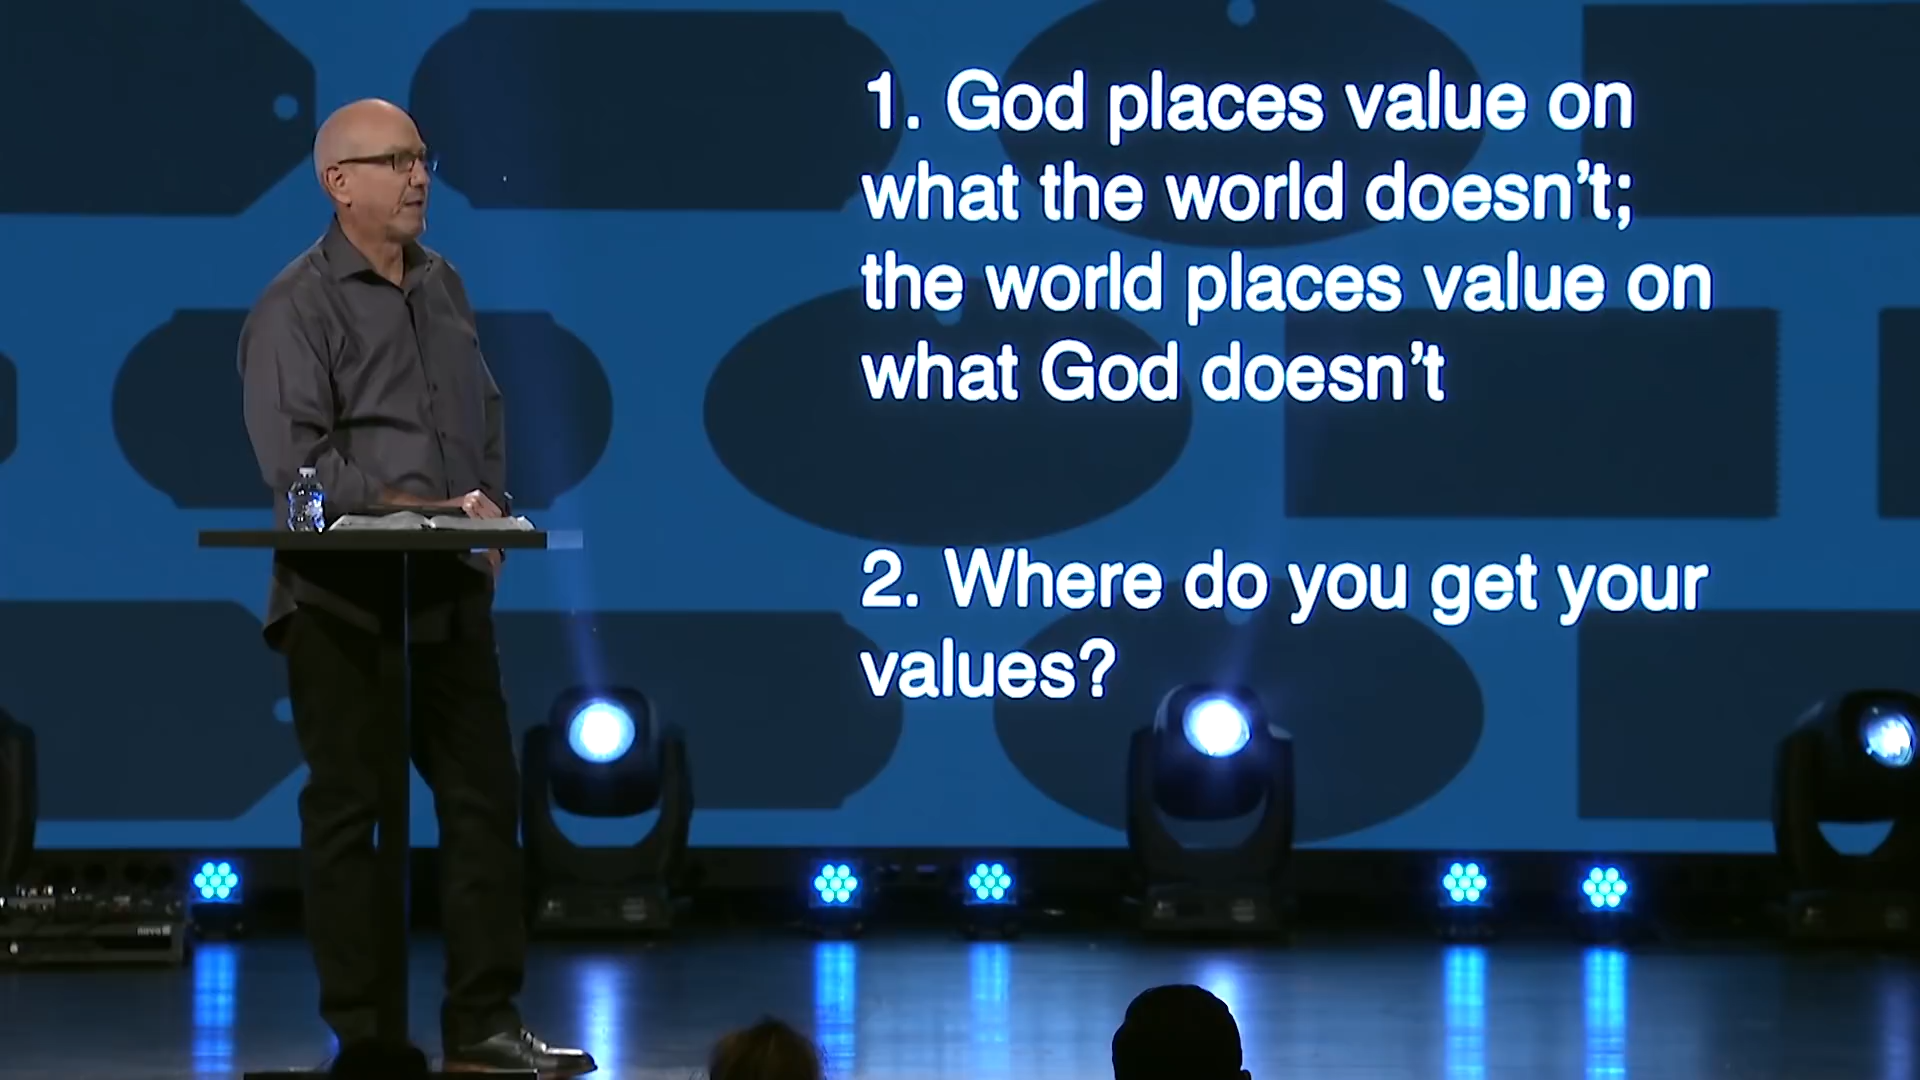 1. God places value on
what the world doesn’t;
the world places value on
what God doesn’t
2. Where do you get your
values?